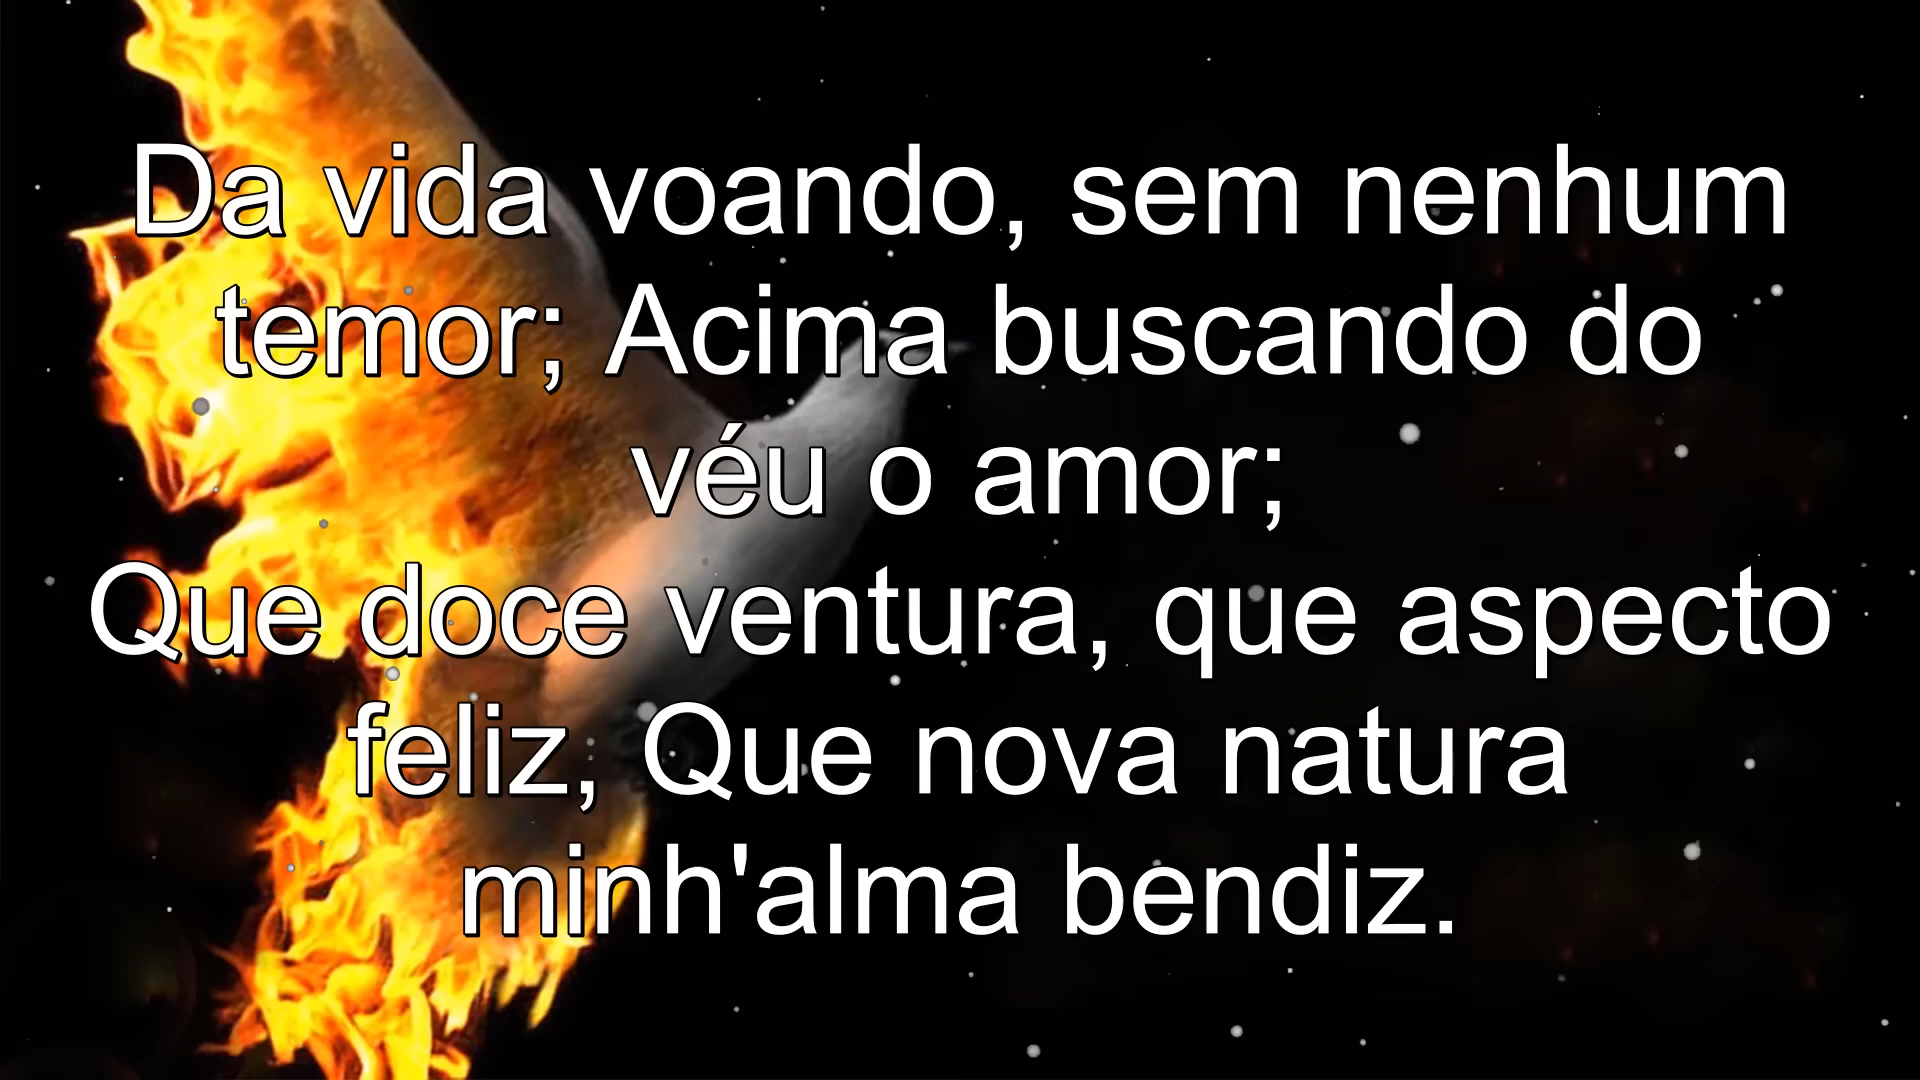 Da vida voando, sem nenhum
temor; Acima buscando do
véu o amor;
Que doce ventura, que aspecto
feliz, Que nova natura
minh'alma bendiz.